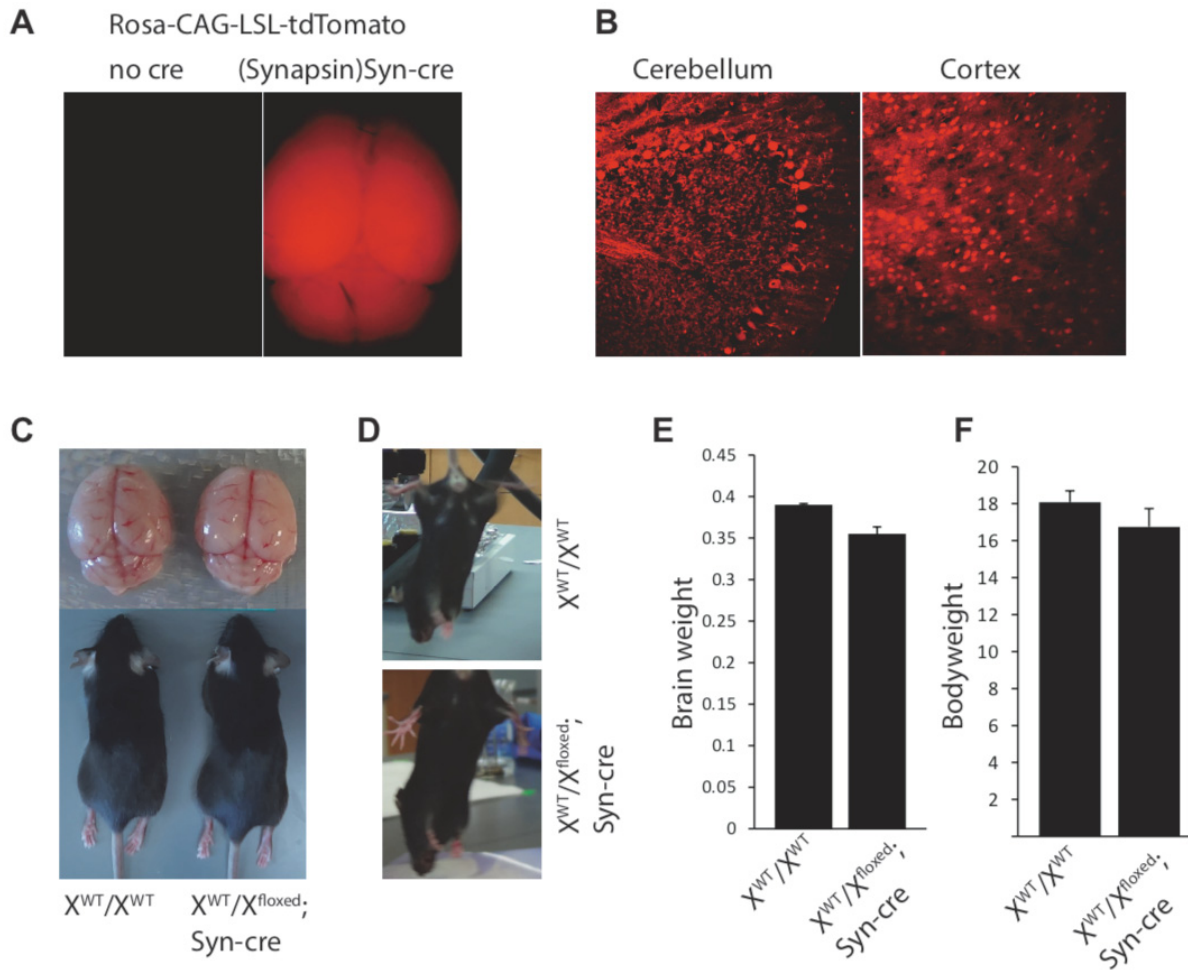 A
Rosa-CAG-LSL-tdTomato
no cre
(Synapsin)Syn-cre
B
Cerebellum
Cortex
C
X^WT/X^WT
X^WT/X^floxed;
Syn-cre
D
X^WT/X^WT
X^WT/X^floxed;
Syn-cre
E
Brain weight
0.45
0.4
0.35
0.3
0.25
0.2
0.15
0.1
0.05
0
X^WT/X^WT
X^WT/X^floxed;
Syn-cre
F
Bodyweight
20
18
16
14
12
10
8
6
4
2
X^WT/X^WT
X^WT/X^floxed;
Syn-cre